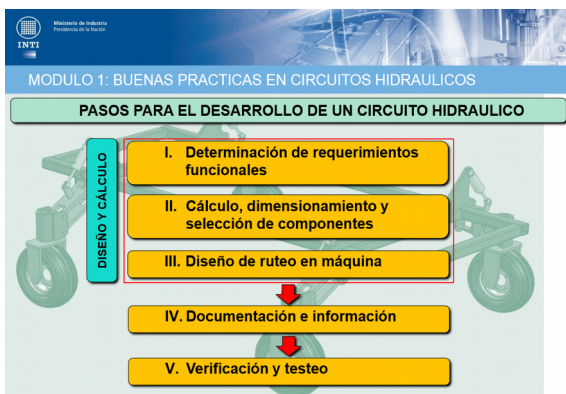 Ministerio de Industria
Presidencia de la Nación
INTI
MODULO 1: BUENAS PRACTICAS EN CIRCUITOS HIDRAULICOS
PASOS PARA EL DESARROLLO DE UN CIRCUITO HIDRAULICO
DISEÑO Y CÁLCULO
I. Determinación de requerimientos
funcionales
II. Cálculo, dimensionamiento y
selección de componentes
III. Diseño de ruteo en máquina
IV. Documentación e información
V. Verificación y testeo